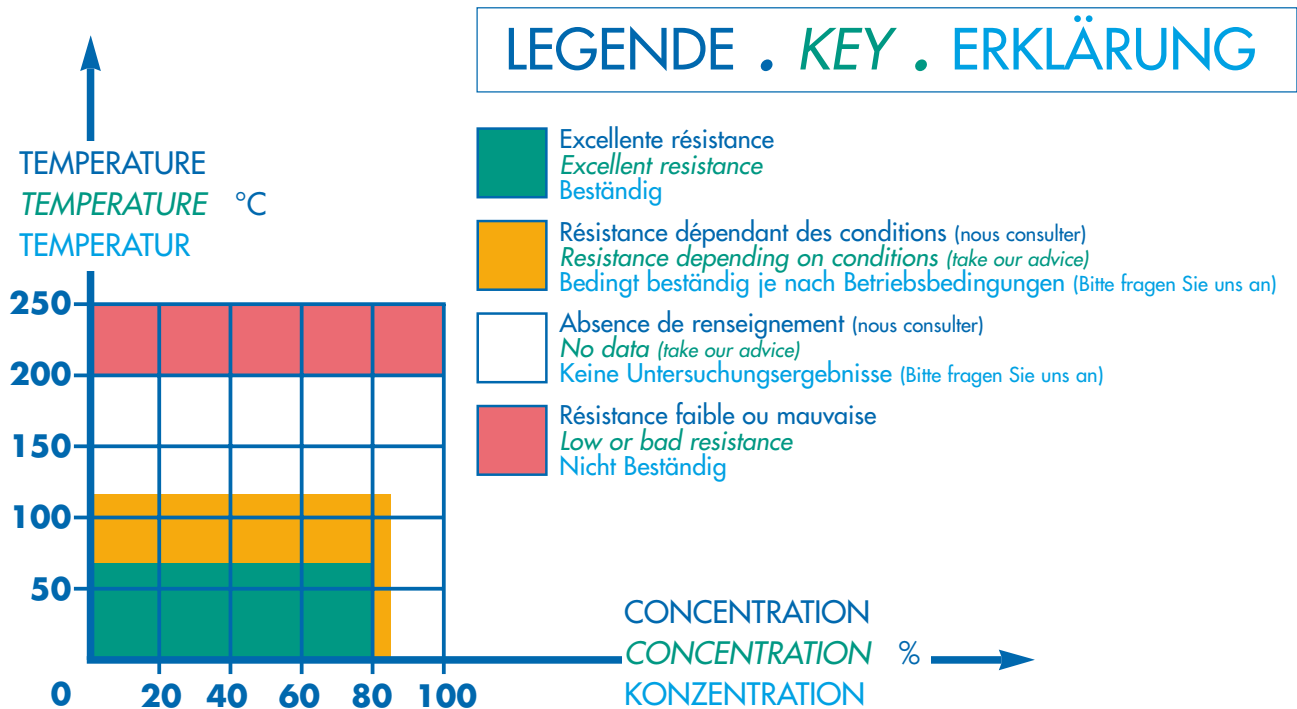 LEGENDE . KEY . ERKLÄRUNG
Excellente résistance
Excellent resistance
Beständig
Résistance dépendant des conditions (nous consulter)
Resistance depending on conditions (take our advice)
Bedingt beständig je nach Betriebsbedingungen (Bitte fragen Sie uns an)
Absence de renseignement (nous consulter)
No data (take our advice)
Keine Untersuchungsergebnisse (Bitte fragen Sie uns an)
Résistance faible ou mauvaise
Low or bad resistance
Nicht Beständig
TEMPERATURE
TEMPERATURE °C
TEMPERATUR
250
200
150
100
50
0 20 40 60 80 100
CONCENTRATION
CONCENTRATION %
KONZENTRATION